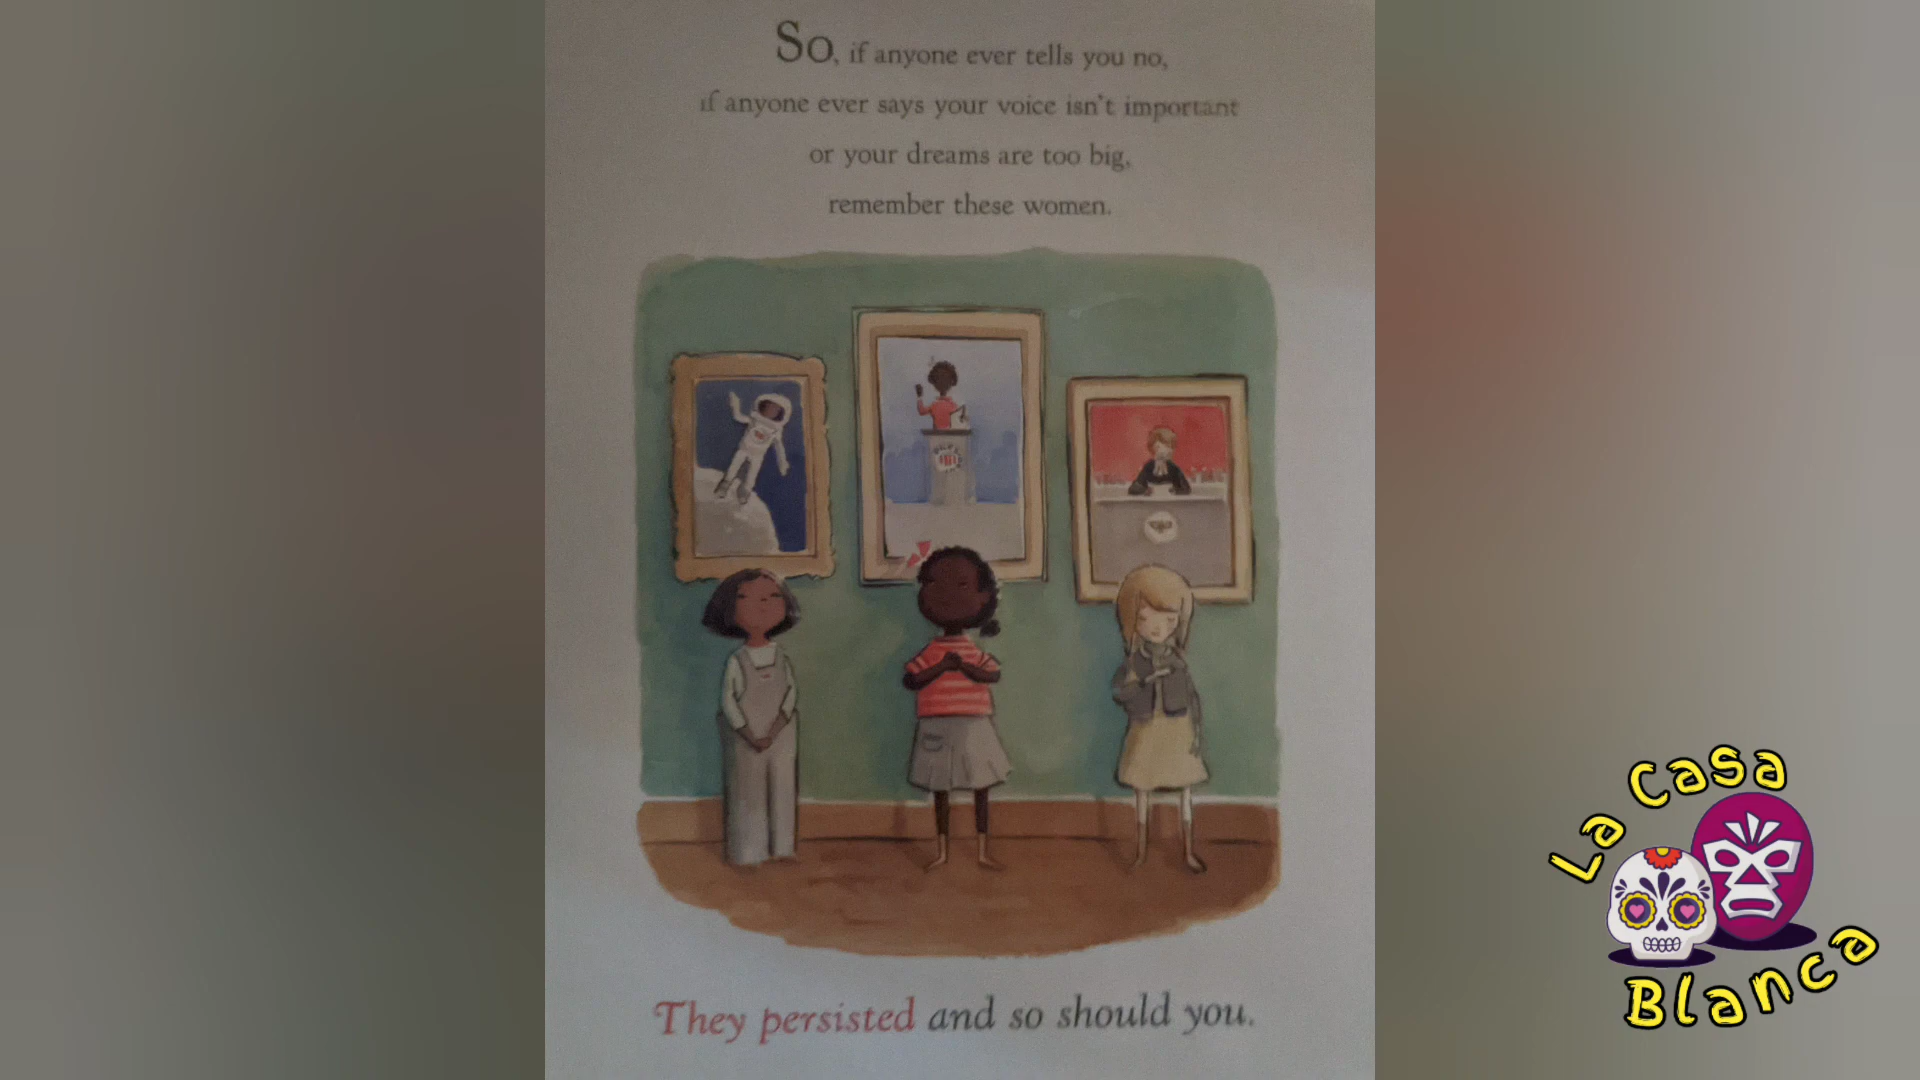 So, if anyone ever tells you no,
if anyone ever says your voice isn't important
or your dreams are too big,
remember these women.
They persisted and so should you.
La Casa
Blanca